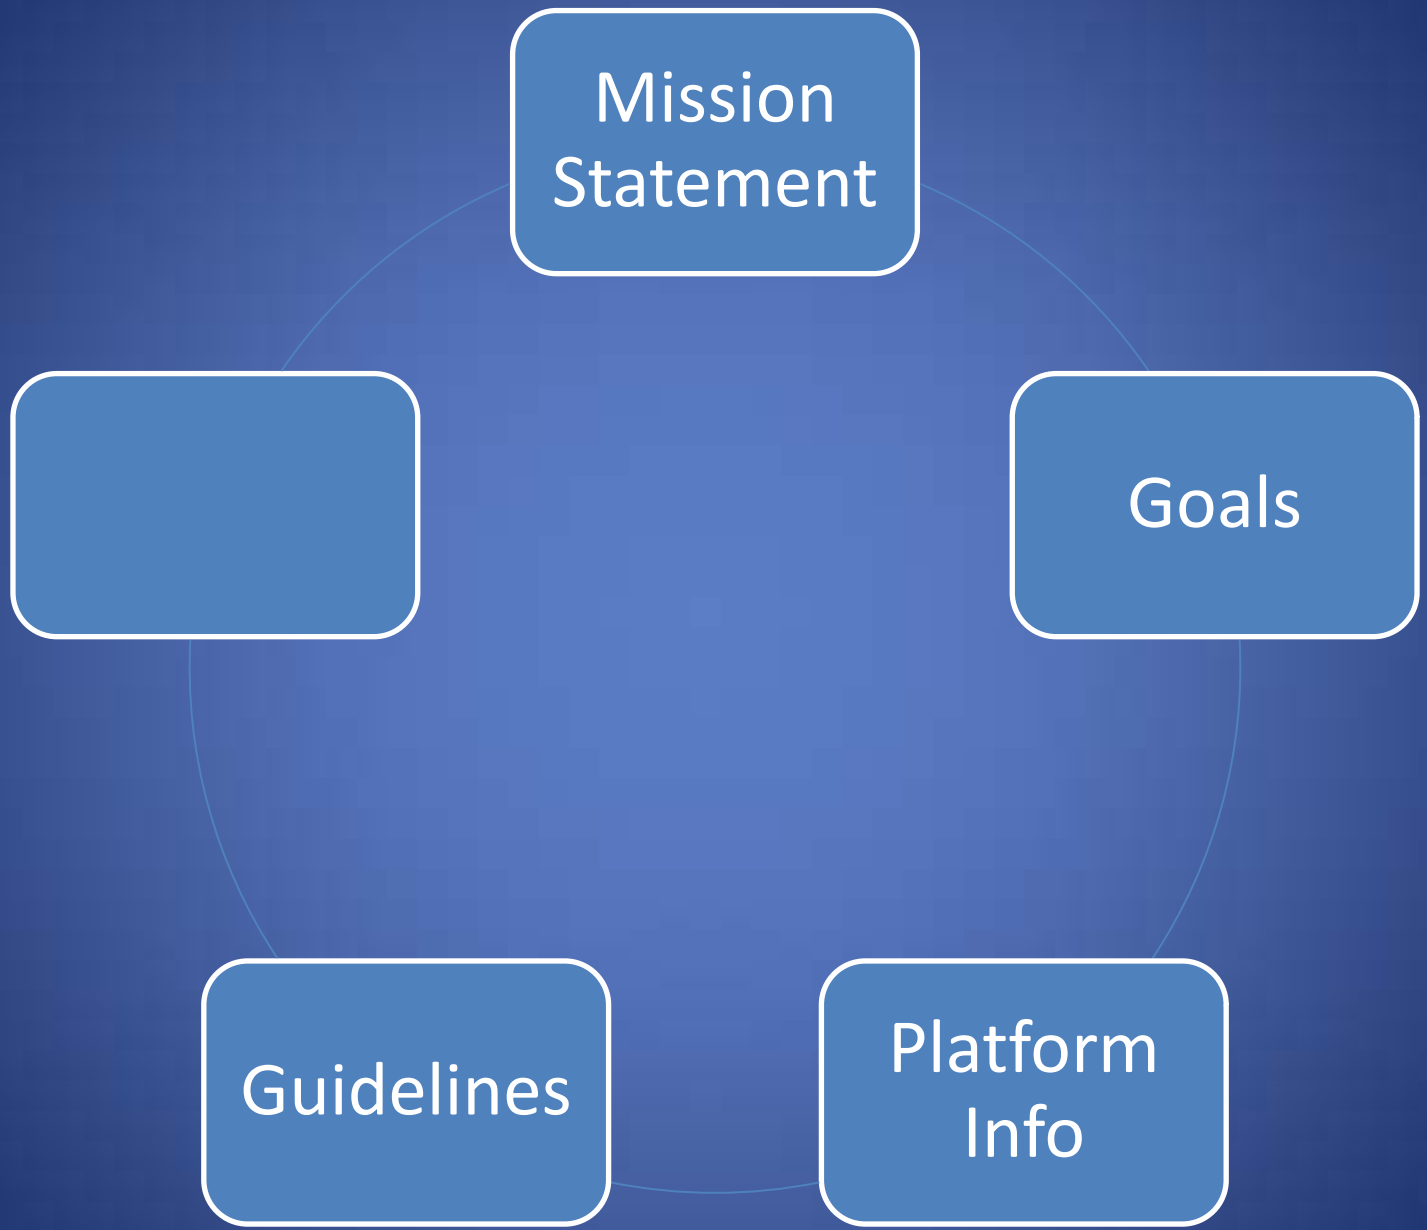 Mission
Statement
Goals
Platform
Info
Guidelines